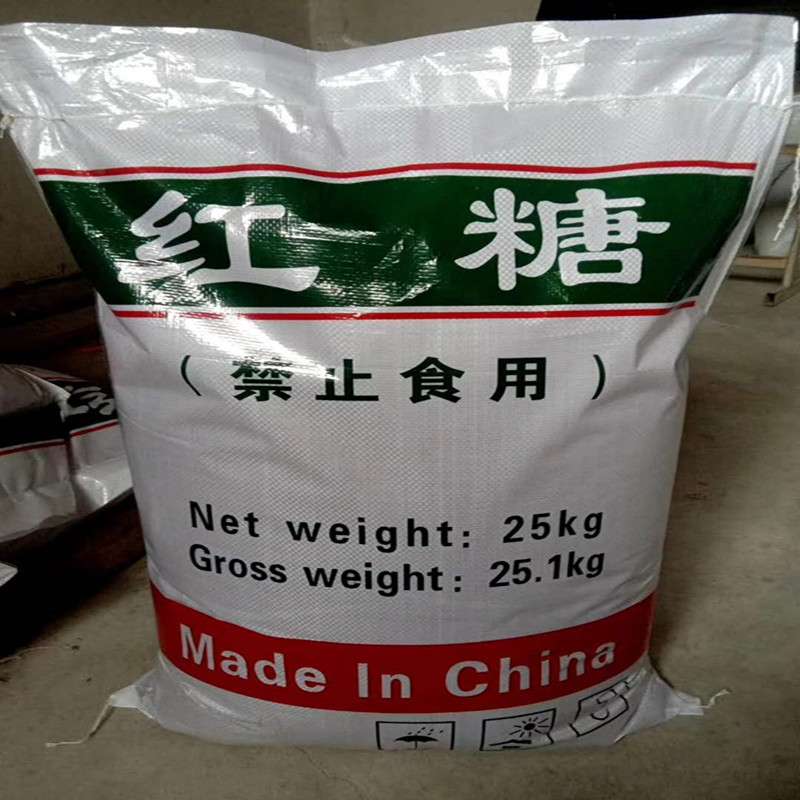 红糖
（禁止食用）
Net weight: 25kg
Gross weight: 25.1kg
Made In China